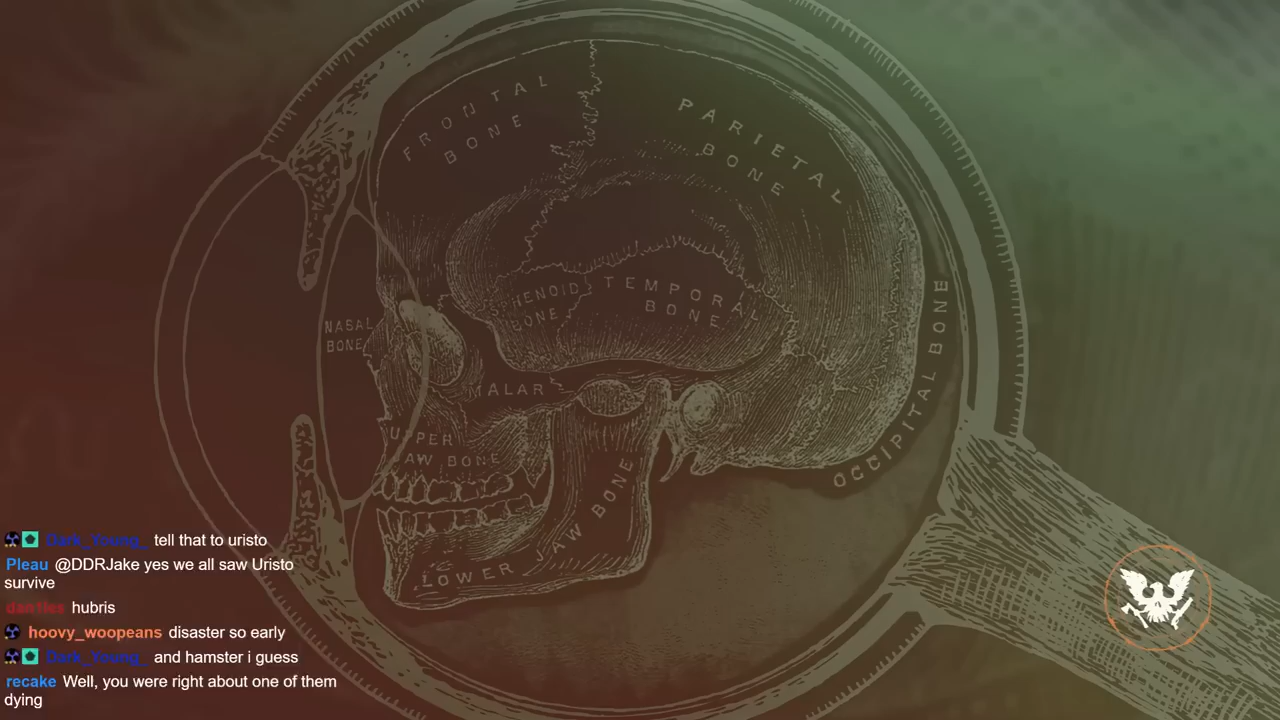 FRONTAL
BONE
PARIETAL
BONE
SPHENOID
BONE
TEMPORAL
BONE
NASAL
BONE
MALAR
UPPER
JAW BONE
OCCIPITAL BONE
LOWER JAW BONE
Dark_Young_ tell that to uristo
Pleau @DDRJake yes we all saw Uristo
survive
hubris
hoovy_woopeans disaster so early
Dark_Young_ and hamster i guess
recake Well, you were right about one of them
dying